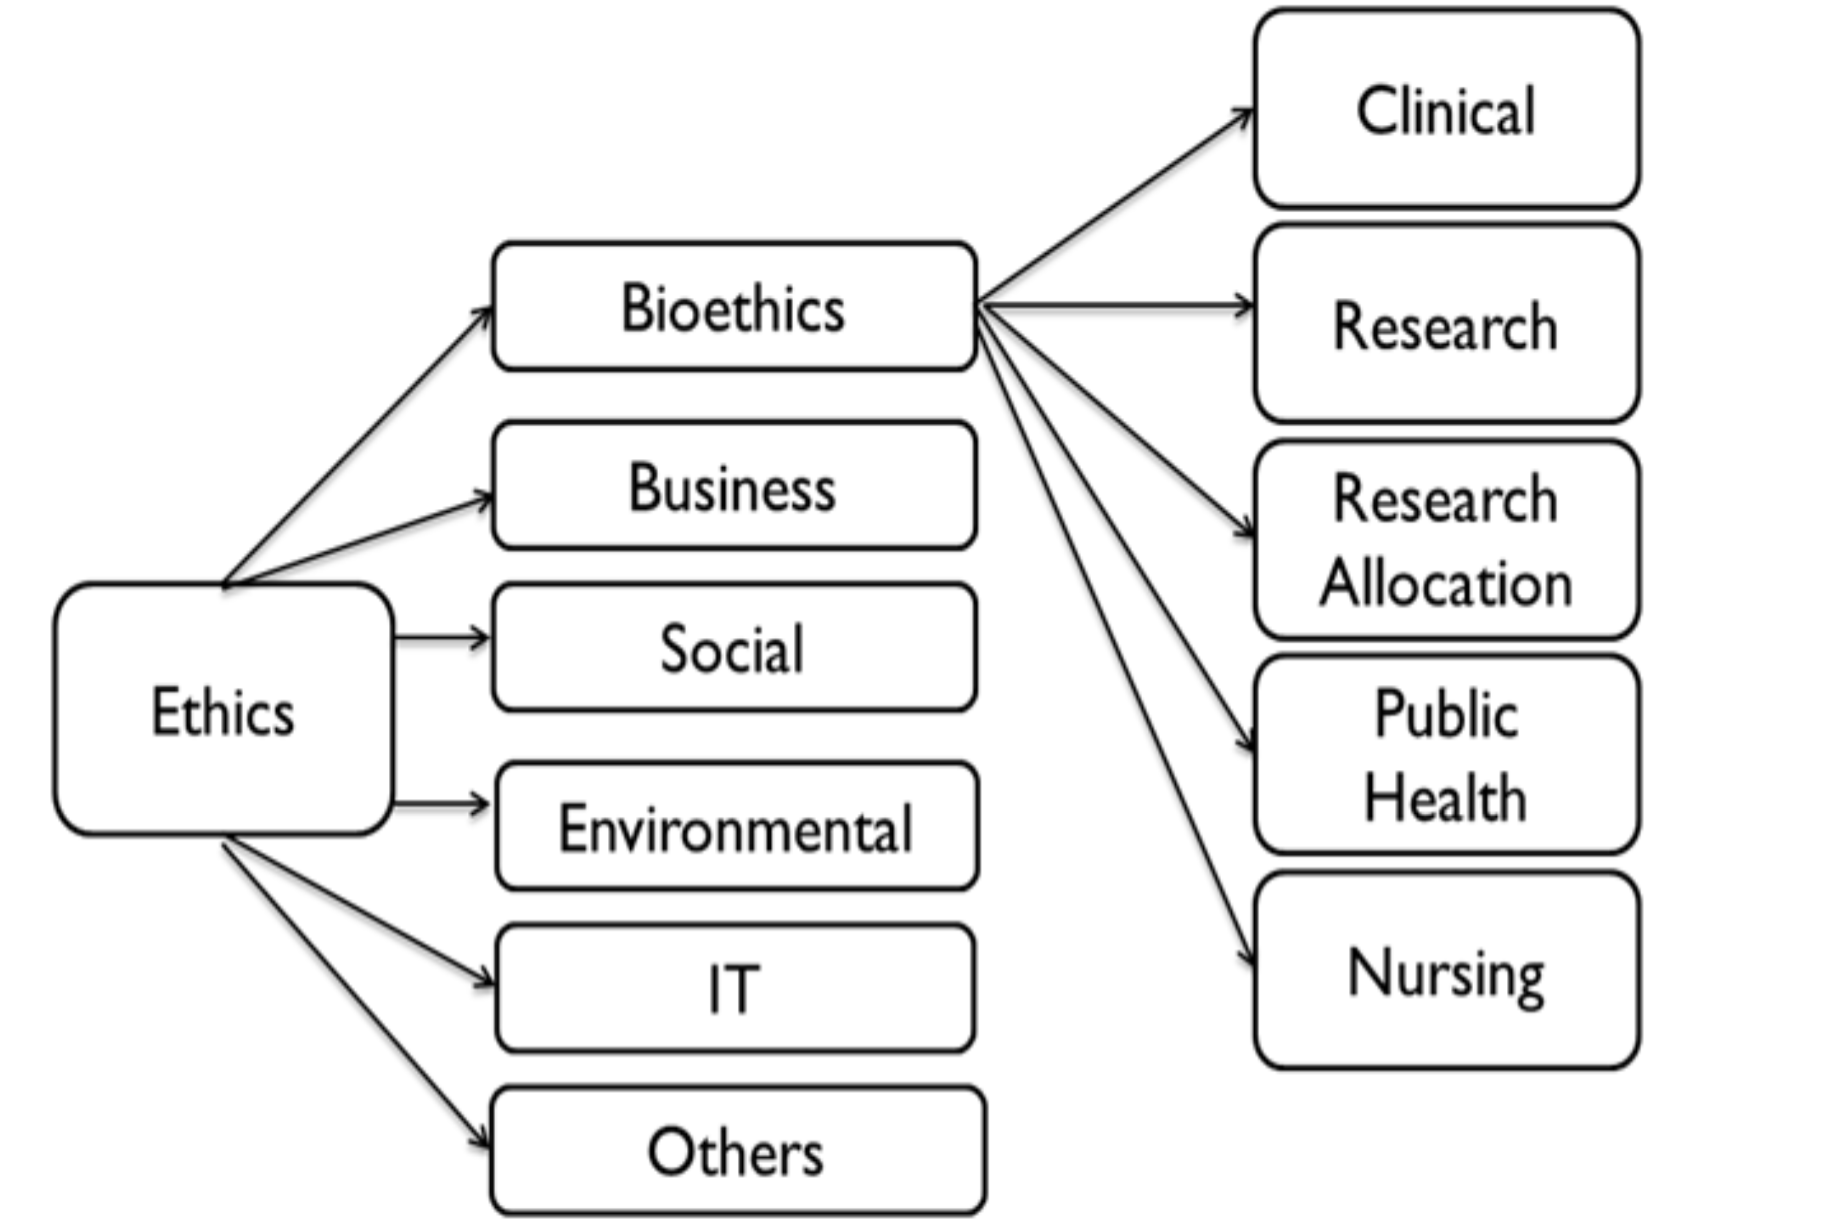 Ethics
Bioethics
Business
Social
Environmental
IT
Others
Clinical
Research
Research
Allocation
Public
Health
Nursing